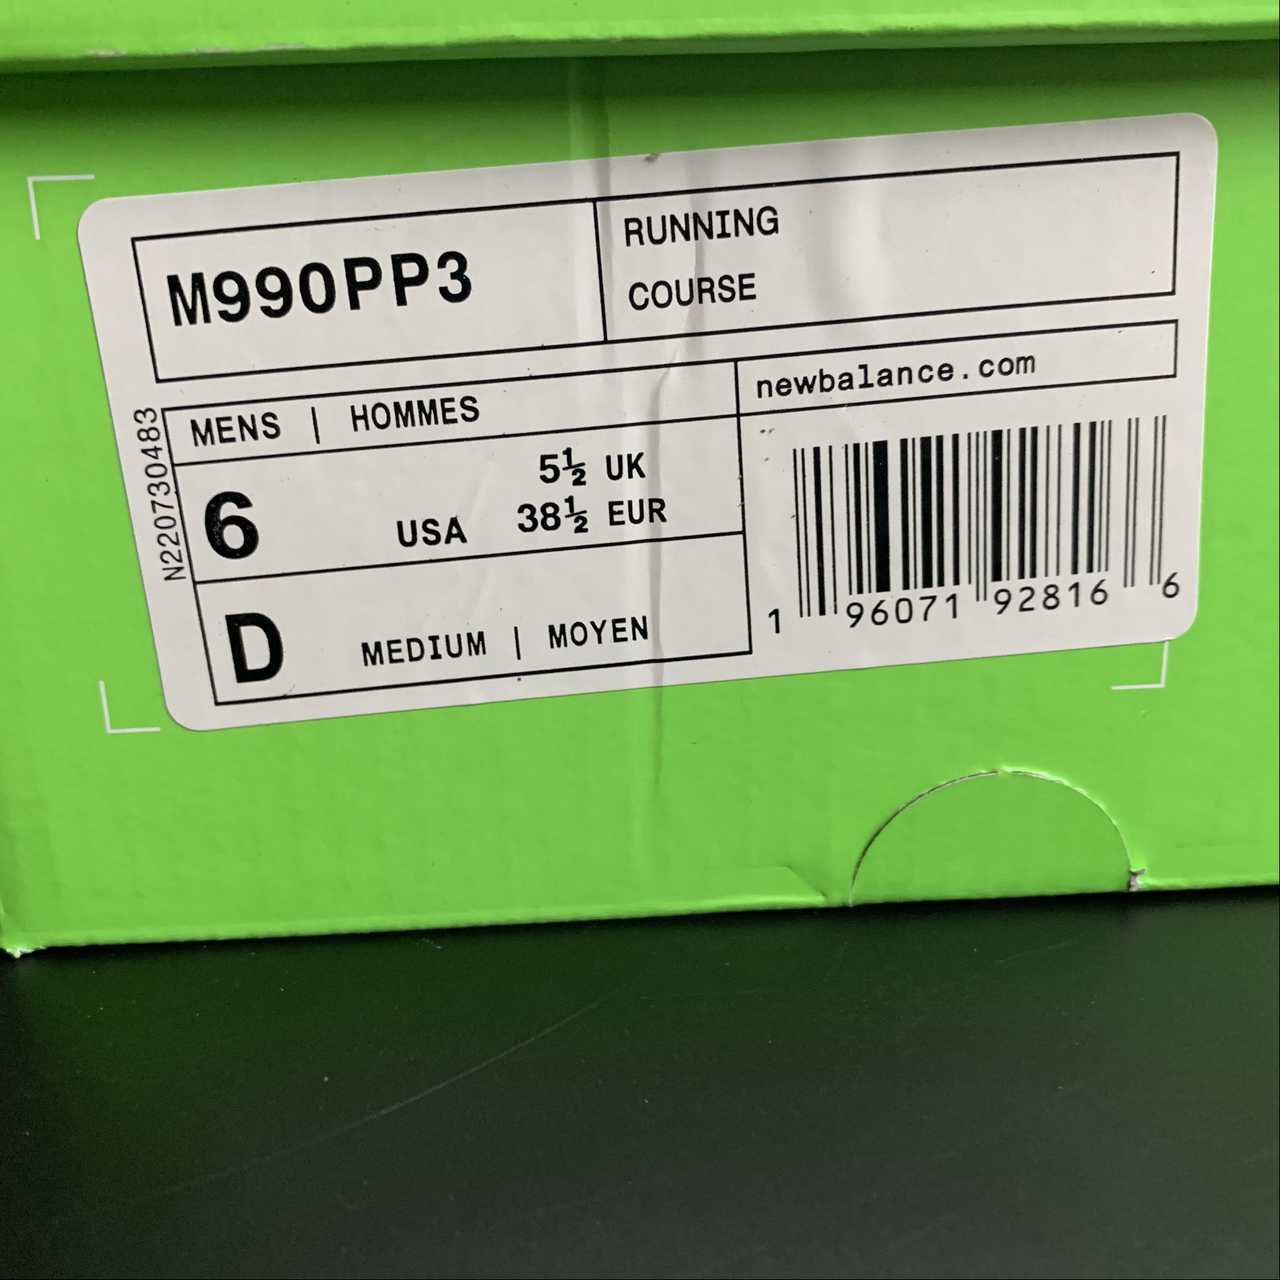 M990PP3
RUNNING
COURSE
newbalance.com
MENS | HOMMES
N220730483
5½ UK
6 USA 38½ EUR
D MEDIUM | MOYEN
1 96071 92816 6